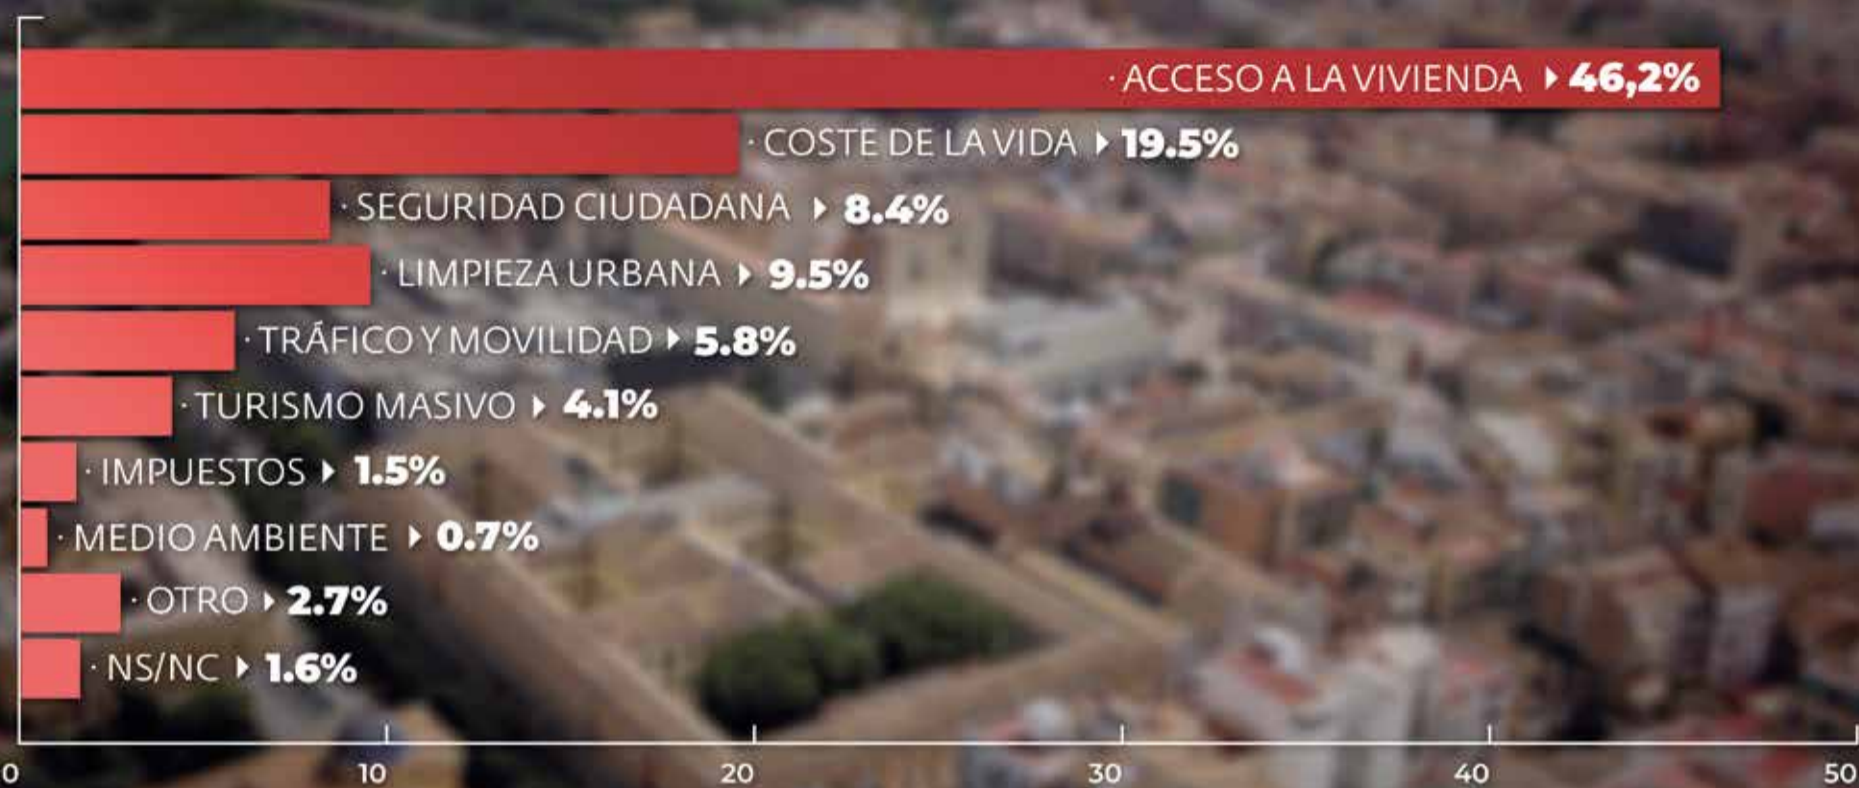 · ACCESO A LA VIVIENDA 46,2%
· COSTE DE LA VIDA 19.5%
· SEGURIDAD CIUDADANA 8.4%
· LIMPIEZA URBANA 9.5%
· TRÁFICO Y MOVILIDAD 5.8%
· TURISMO MASIVO 4.1%
· IMPUESTOS 1.5%
· MEDIO AMBIENTE 0.7%
· OTRO 2.7%
· NS/NC 1.6%
0 10 20 30 40 50